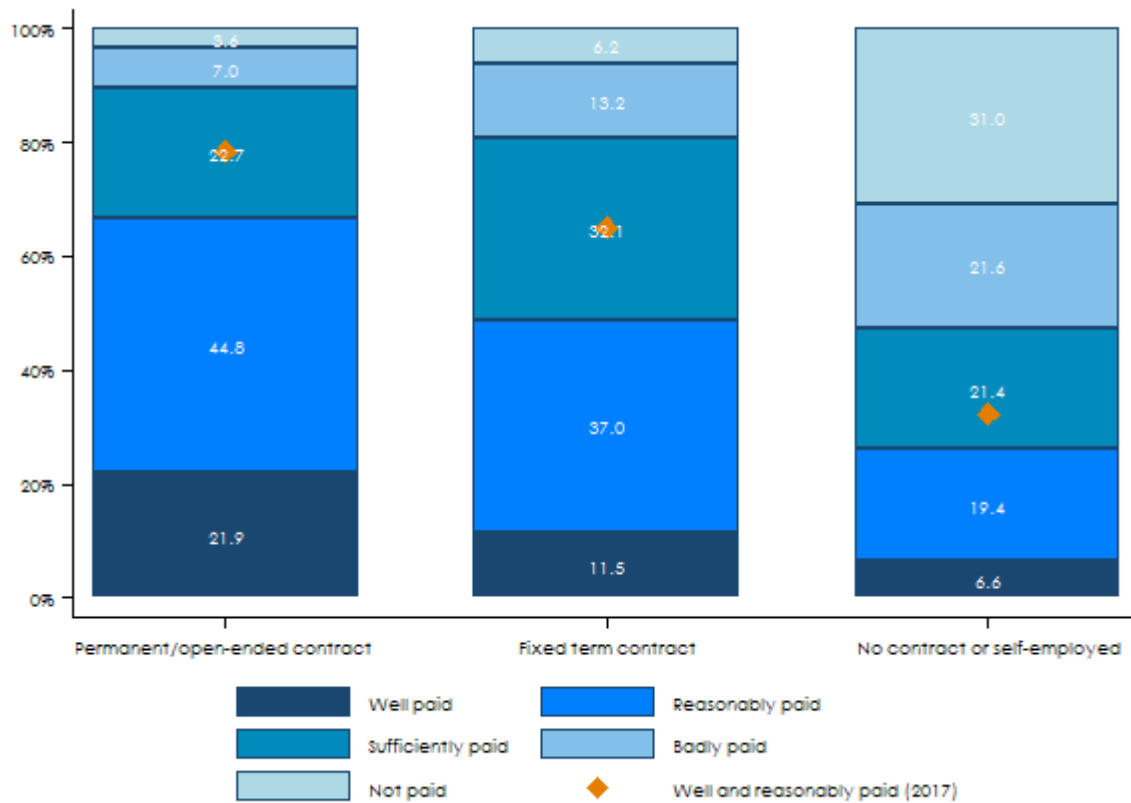 100%
3.6
6.2
7.0
13.2
31.0
80%
22.7
32.1
60%
21.6
44.8
40%
21.4
37.0
20%
19.4
21.9
11.5
6.6
0%
Permanent/open-ended contract
Fixed term contract
No contract or self-employed
Well paid
Reasonably paid
Sufficiently paid
Badly paid
Not paid
Well and reasonably paid (2017)